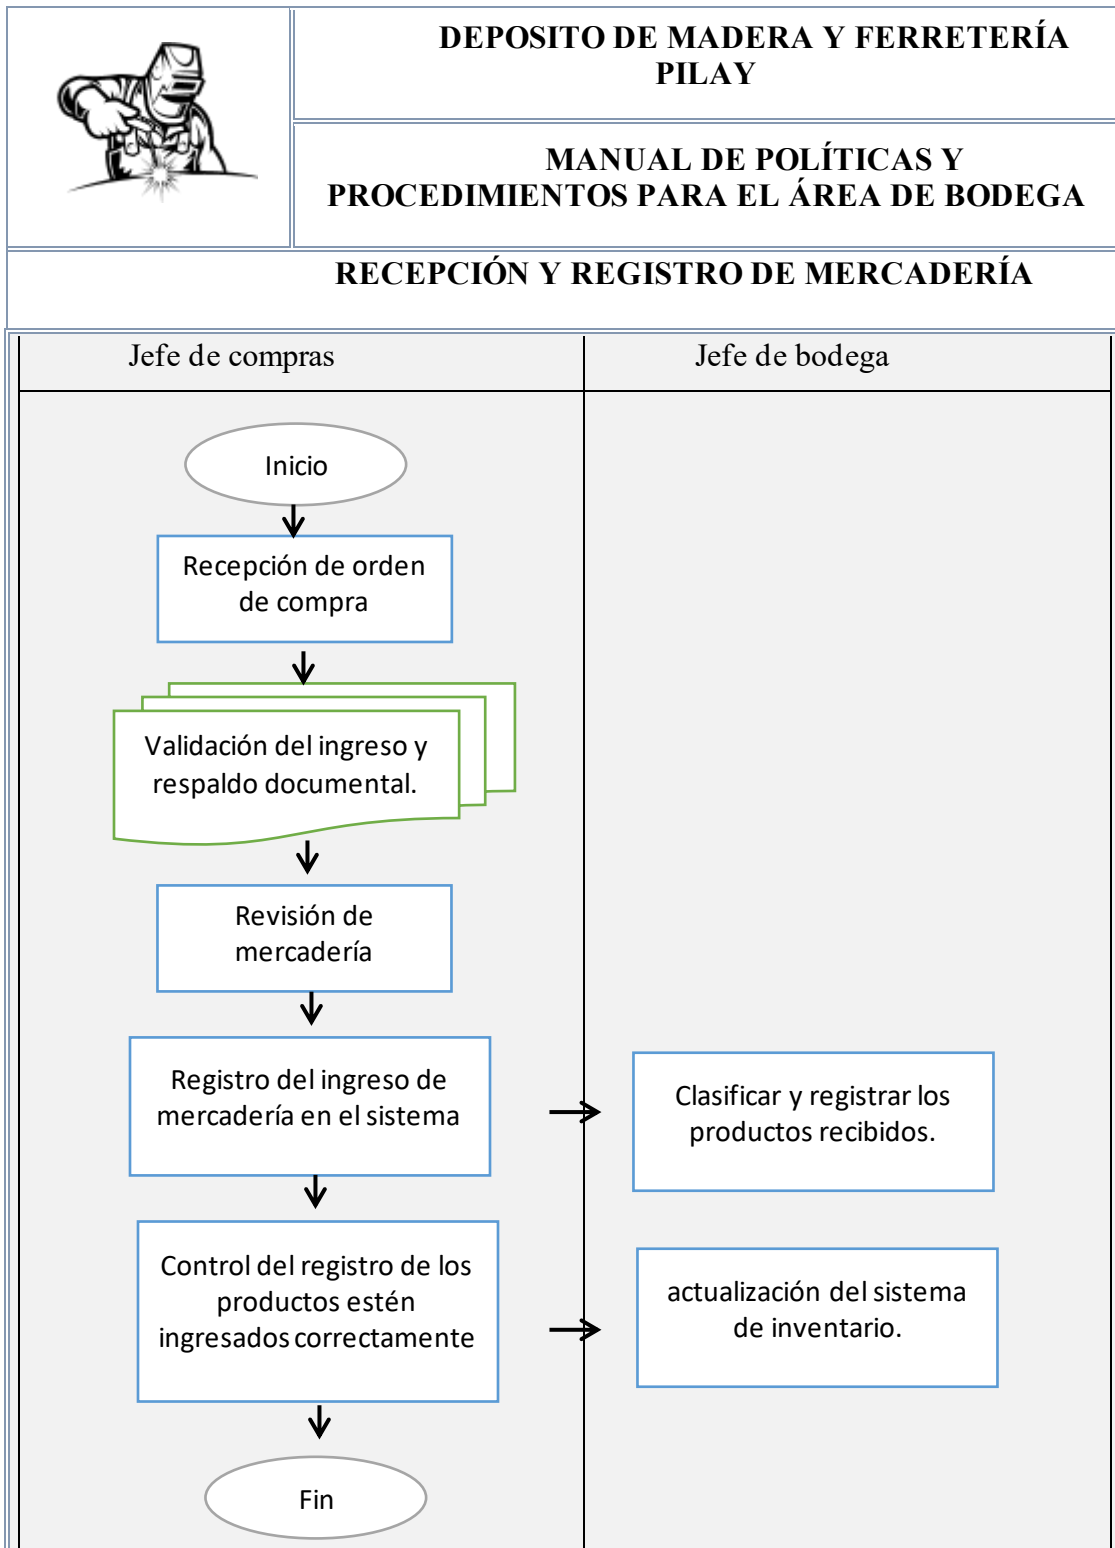 DEPOSITO DE MADERA Y FERRETERÍA
PILAY
MANUAL DE POLÍTICAS Y
PROCEDIMIENTOS PARA EL ÁREA DE BODEGA
RECEPCIÓN Y REGISTRO DE MERCADERÍA
Jefe de compras
Jefe de bodega
Inicio
Recepción de orden
de compra
Validación del ingreso y
respaldo documental.
Revisión de
mercadería
Registro del ingreso de
mercadería en el sistema
Clasificar y registrar los
productos recibidos.
Control del registro de los
productos estén
ingresados correctamente
actualización del sistema
de inventario.
Fin